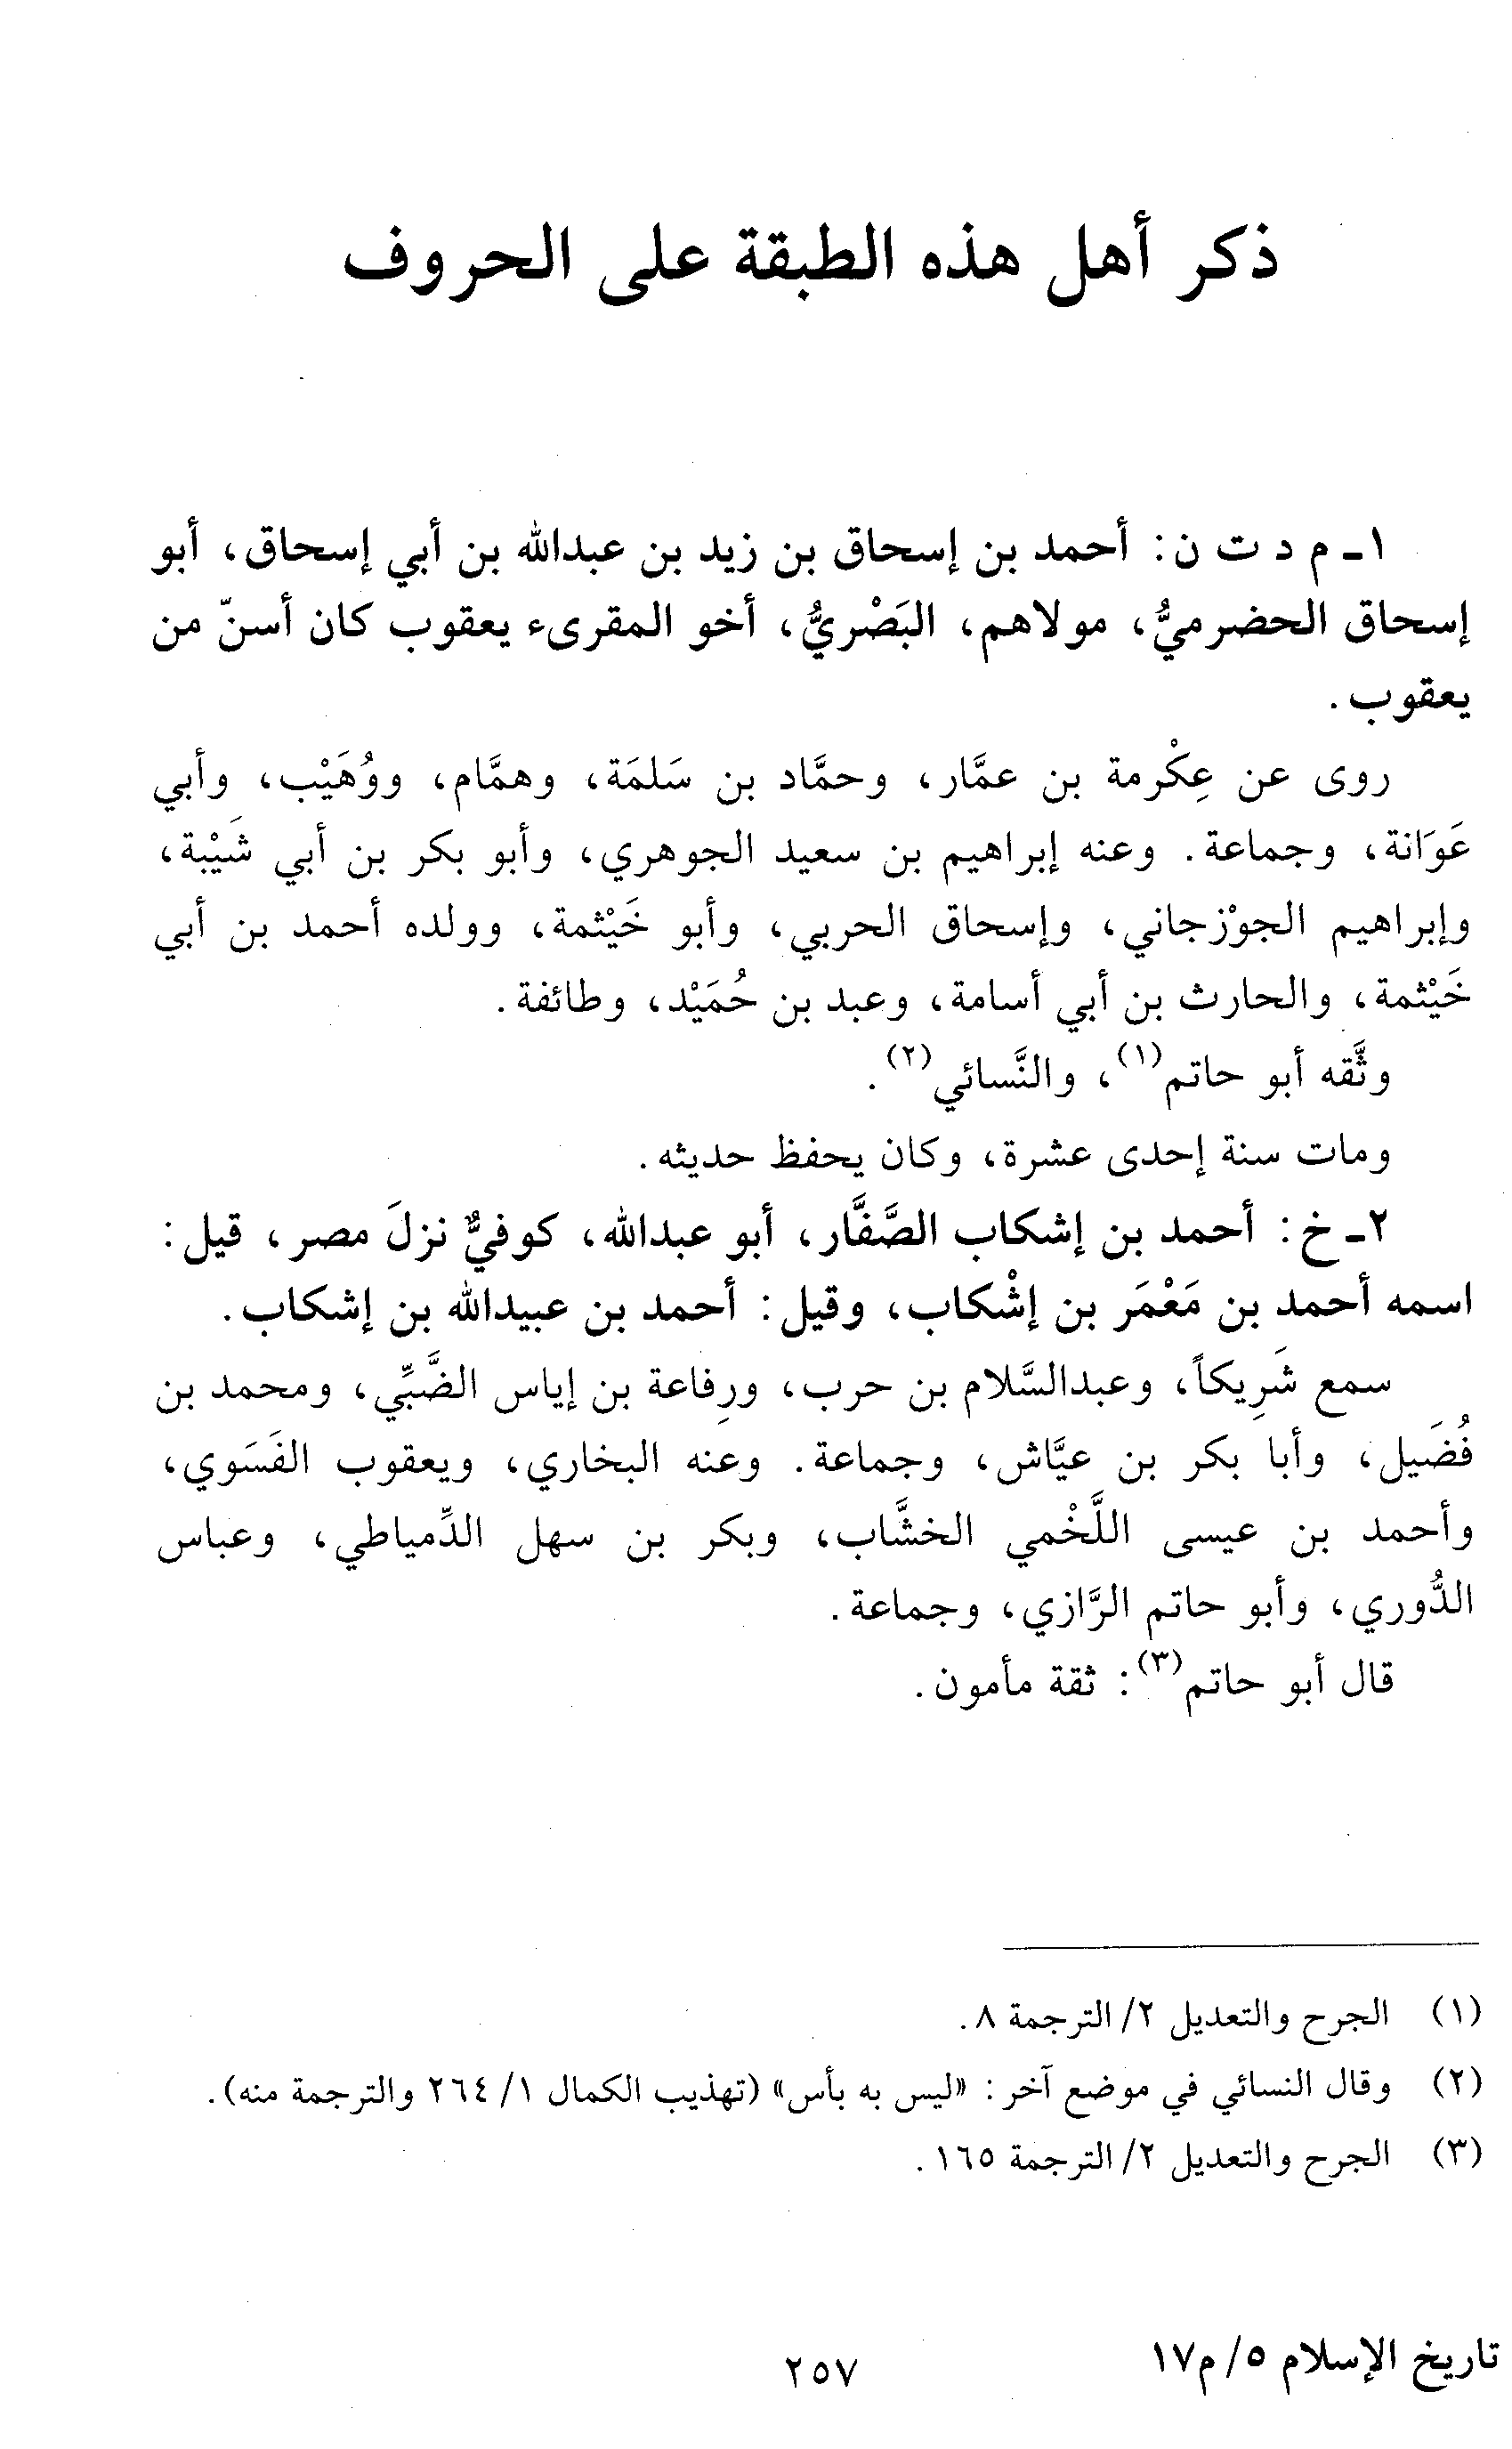 ذكر أهل هذه الطبقة على الحروف
١ـ م د ت ن: أحمد بن إسحاق بن زيد بن عبدالله بن أبي إسحاق، أبو
إسحاق الحضرميُّ، مولاهم، البَصْريُّ، أخو المقرىء يعقوب كان أسنّ من
يعقوب.
روى عن عِكْرمة بن عمَّار، وحمَّاد بن سَلمَة، وهمَّام، ووُهَيْب، وأبي
عَوَانة، وجماعة. وعنه إبراهيم بن سعيد الجوهري، وأبو بكر بن أبي شَيْبة،
وإبراهيم الجوْزجاني، وإسحاق الحربي، وأبو خَيْثمة، وولده أحمد بن أبي
خَيْثمة، والحارث بن أبي أسامة، وعبد بن حُمَيْد، وطائفة.
وثَّقه أبو حاتم(١)، والنَّسائي(٢).
ومات سنة إحدى عشرة، وكان يحفظ حديثه.
٢ـ خ: أحمد بن إشكاب الصَّفَّار، أبو عبدالله، كوفيٌّ نزلَ مصر، قيل:
اسمه أحمد بن مَعْمَر بن إشْكاب، وقيل: أحمد بن عبيدالله بن إشكاب.
سمع شَرِيكاً، وعبدالسَّلام بن حرب، ورِفاعة بن إياس الضَّبِّي، ومحمد بن
فُضَيل، وأبا بكر بن عيَّاش، وجماعة. وعنه البخاري، ويعقوب الفَسَوي،
وأحمد بن عيسى اللَّخْمي الخشَّاب، وبكر بن سهل الدِّمياطي، وعباس
الدُّوري، وأبو حاتم الرَّازي، وجماعة.
قال أبو حاتم(٣): ثقة مأمون.
(١) الجرح والتعديل ٢/ الترجمة ٨.
(٢) وقال النسائي في موضع آخر: «ليس به بأس» (تهذيب الكمال ١/ ٢٦٤ والترجمة منه).
(٣) الجرح والتعديل ٢/ الترجمة ١٦٥.
تاريخ الإسلام ٥/ م١٧
٢٥٧